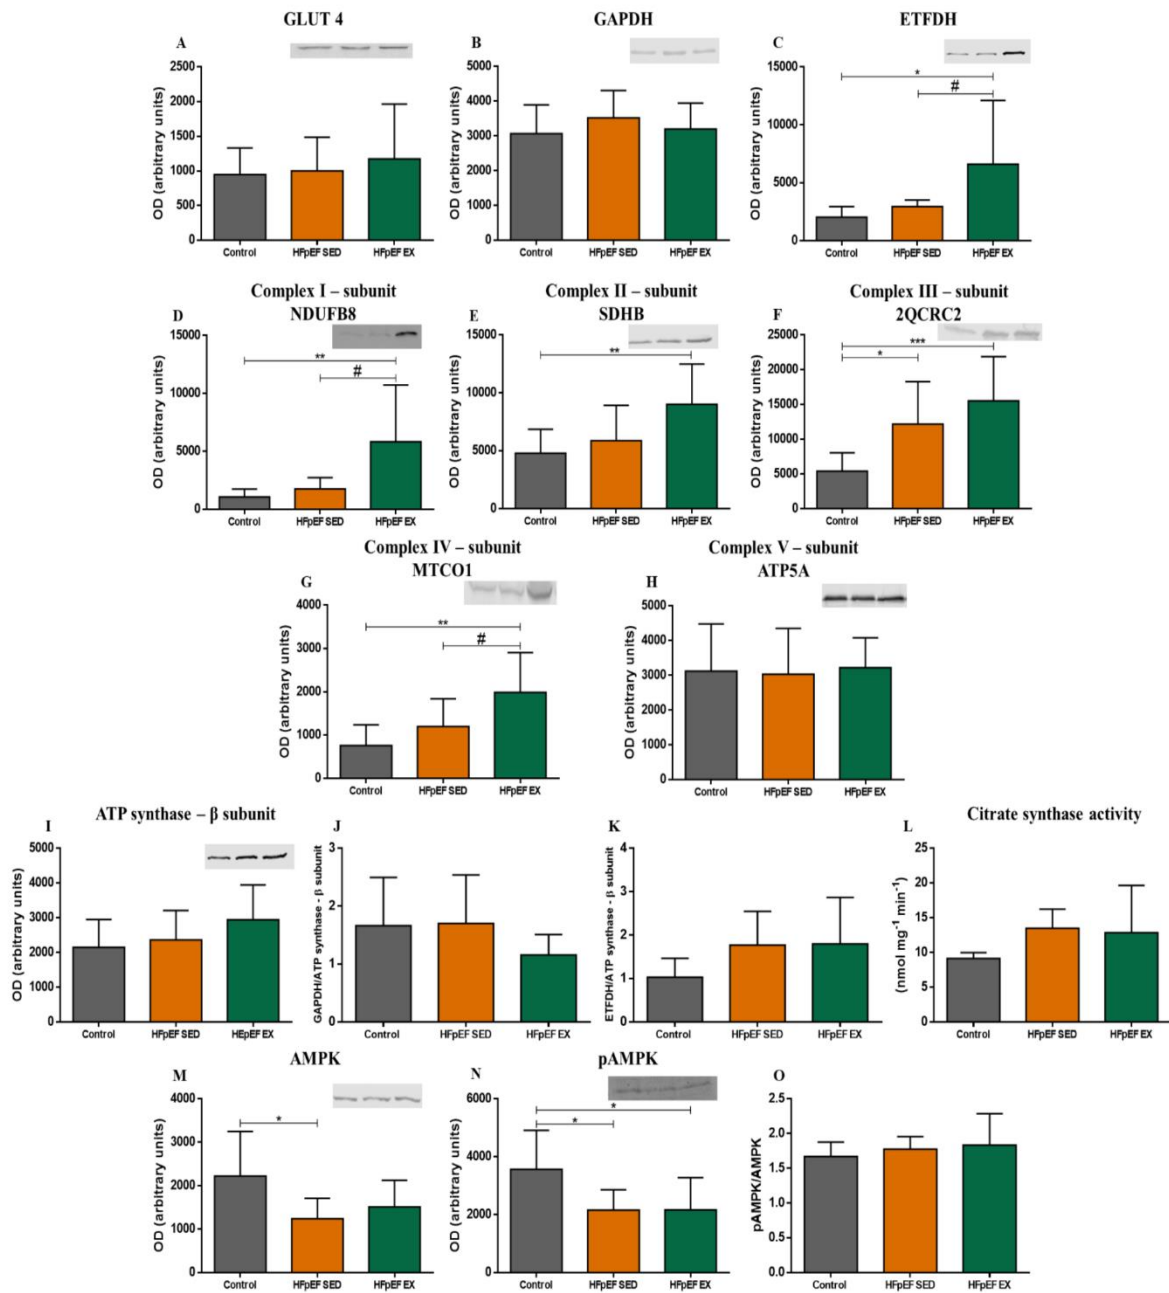 GLUT 4
A
OD (arbitrary units)
2500
2000
1500
1000
500
0
Control HFpEF SED HFpEF EX
GAPDH
B
OD (arbitrary units)
5000
4000
3000
2000
1000
0
Control HFpEF SED HFpEF EX
ETFDH
C
OD (arbitrary units)
15000
10000
5000
0
*
#
Control HFpEF SED HFpEF EX
Complex I – subunit
NDUFB8
D
OD (arbitrary units)
15000
10000
5000
0
**
#
Control HFpEF SED HFpEF EX
Complex II – subunit
SDHB
E
OD (arbitrary units)
15000
10000
5000
0
**
Control HFpEF SED HFpEF EX
Complex III – subunit
2QCRC2
F
OD (arbitrary units)
25000
20000
15000
10000
5000
0
***
*
Control HFpEF SED HFpEF EX
Complex IV – subunit
MTCO1
G
OD (arbitrary units)
4000
3000
2000
1000
0
**
#
Control HFpEF SED HFpEF EX
Complex V – subunit
ATP5A
H
OD (arbitrary units)
5000
4000
3000
2000
1000
0
Control HFpEF SED HFpEF EX
ATP synthase – β subunit
I
OD (arbitrary units)
5000
4000
3000
2000
1000
0
Control HFpEF SED HEpEF EX
J
GAPDH/ATP synthase - β subunit
3
2
1
0
Control HFpEF SED HFpEF EX
K
ETFDH/ATP synthase - β subunit
4
3
2
1
0
Control HFpEF SED HFpEF EX
Citrate synthase activity
L
(nmol mg⁻¹ min⁻¹)
25
20
15
10
5
0
Control HFpEF SED HFpEF EX
AMPK
M
OD (arbitrary units)
4000
3000
2000
1000
0
*
Control HFpEF SED HFpEF EX
pAMPK
N
OD (arbitrary units)
6000
4000
2000
0
*
*
Control HFpEF SED HFpEF EX
O
pAMPK/AMPK
2.5
2.0
1.5
1.0
0.5
0.0
Control HFpEF SED HFpEF EX